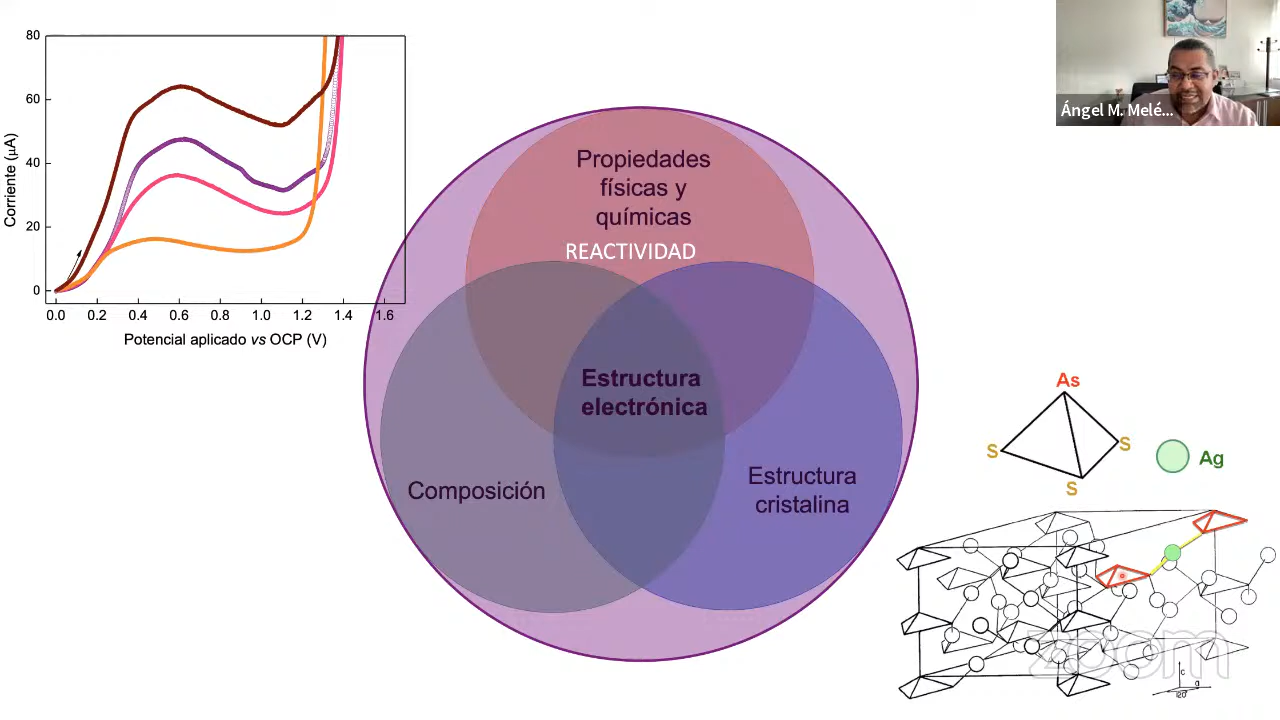 80
60
40
20
0
Corriente (μA)
0.0 0.2 0.4 0.6 0.8 1.0 1.2 1.4 1.6
Potencial aplicado vs OCP (V)
Propiedades
físicas y
químicas
REACTIVIDAD
Estructura
electrónica
Composición
Estructura
cristalina
Ángel M. Melé...
As
S
S
S
Ag
zoom
c
a
120°